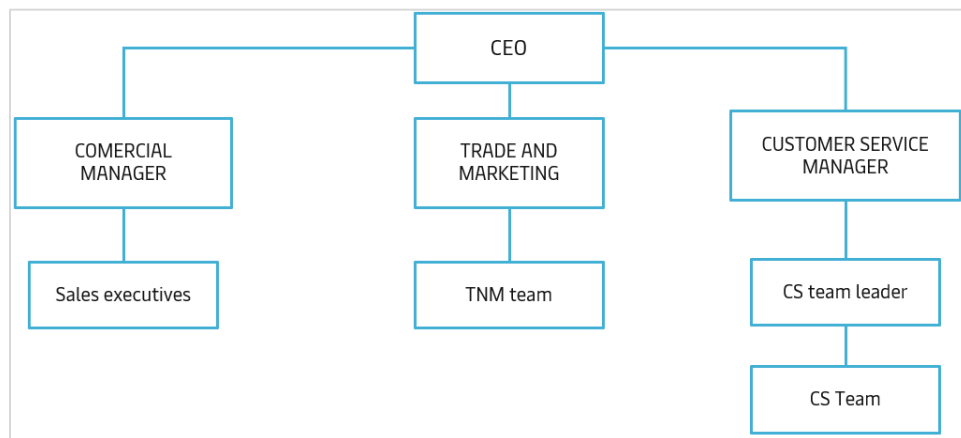 CEO
COMERCIAL
MANAGER
TRADE AND
MARKETING
CUSTOMER SERVICE
MANAGER
Sales executives
TNM team
CS team leader
CS Team